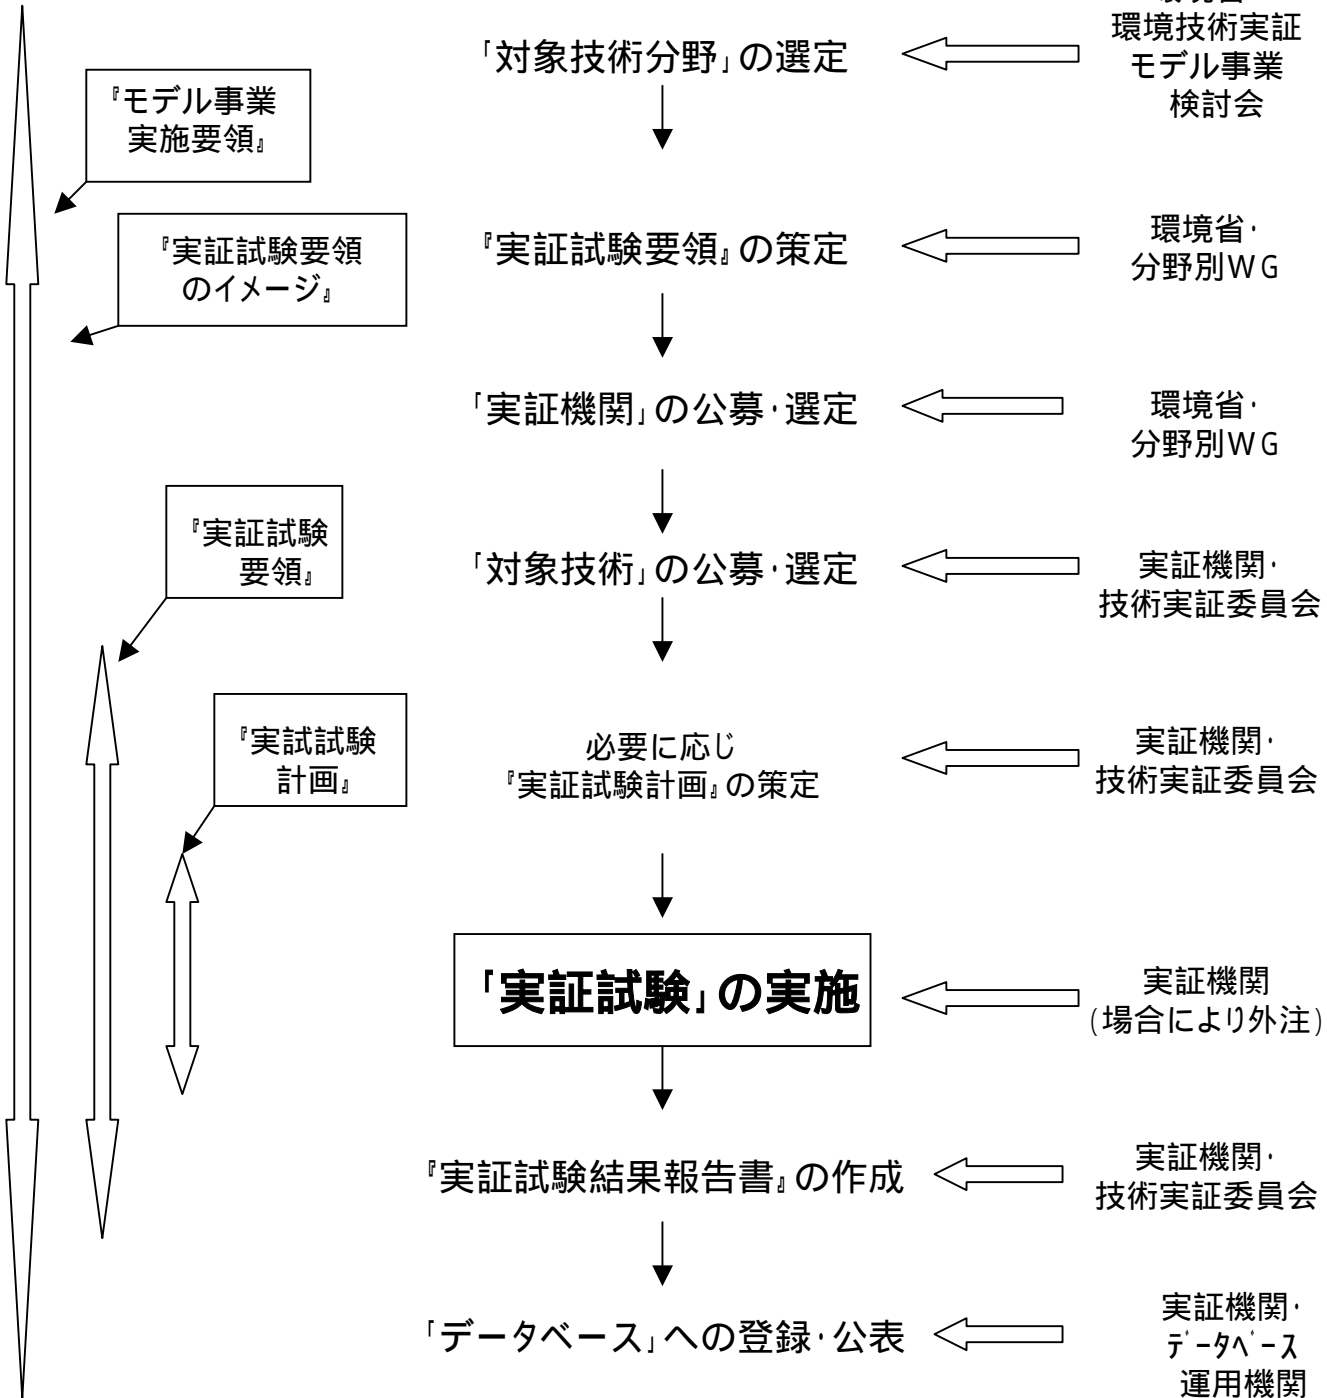 環境技術実証
モデル事業
検討会
「対象技術分野」の選定
『モデル事業
実施要領』
『実証試験要領
のイメージ』
『実証試験要領』の策定
環境省・
分野別WG
「実証機関」の公募・選定
環境省・
分野別WG
『実証試験
要領』
「対象技術」の公募・選定
実証機関・
技術実証委員会
『実試試験
計画』
必要に応じ
『実証試験計画』の策定
実証機関・
技術実証委員会
「実証試験」の実施
実証機関
(場合により外注)
『実証試験結果報告書』の作成
実証機関・
技術実証委員会
「データベース」への登録・公表
実証機関・
データベース
運用機関